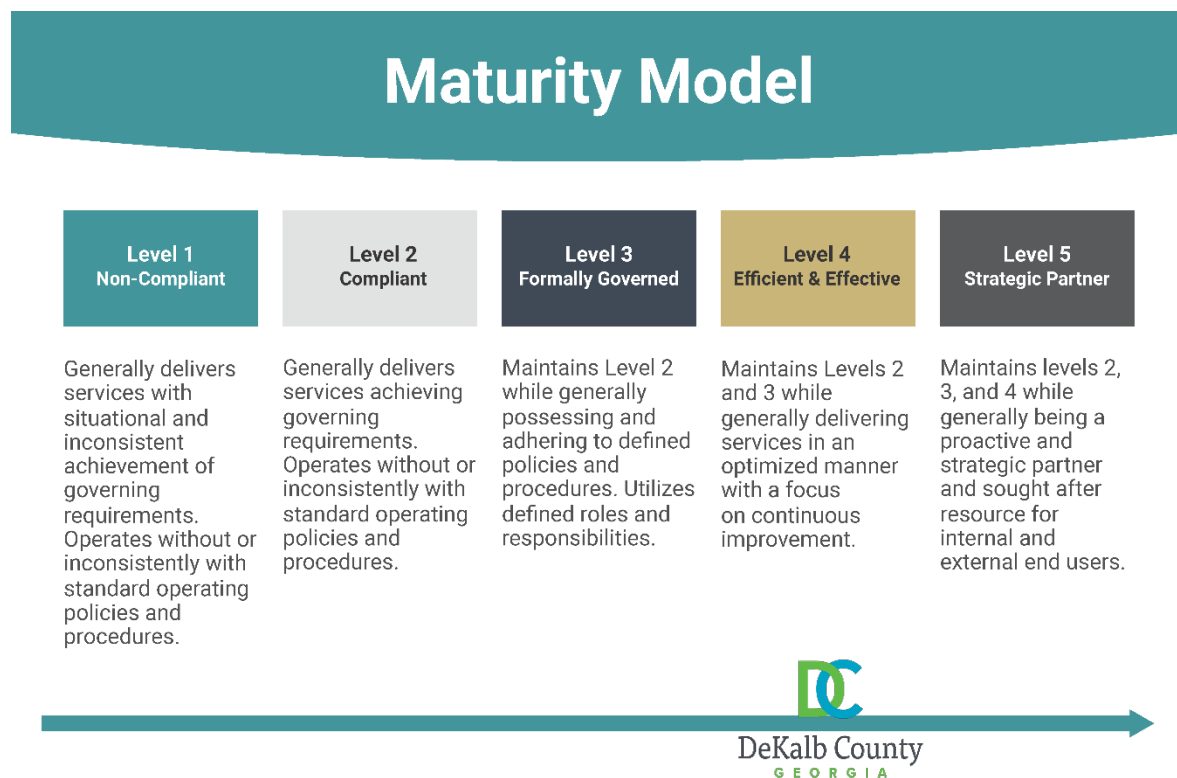 Maturity Model
Level 1
Non-Compliant
Generally delivers
services with
situational and
inconsistent
achievement of
governing
requirements.
Operates without or
inconsistently with
standard operating
policies and
procedures.
Level 2
Compliant
Generally delivers
services achieving
governing
requirements.
Operates without or
inconsistently with
standard operating
policies and
procedures.
Level 3
Formally Governed
Maintains Level 2
while generally
possessing and
adhering to defined
policies and
procedures. Utilizes
defined roles and
responsibilities.
Level 4
Efficient & Effective
Maintains Levels 2
and 3 while
generally delivering
services in an
optimized manner
with a focus
on continuous
improvement.
Level 5
Strategic Partner
Maintains levels 2,
3, and 4 while
generally being a
proactive and
strategic partner
and sought after
resource for
internal and
external end users.
DC
DeKalb County
GEORGIA